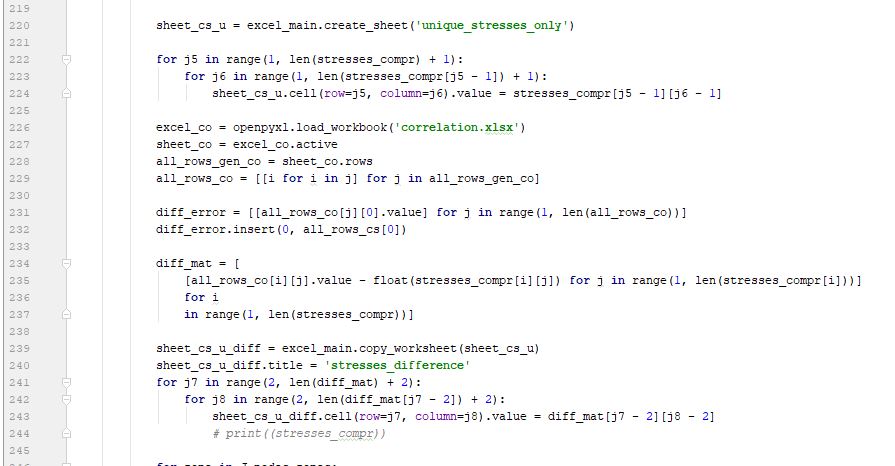 219
220 sheet_cs_u = excel_main.create_sheet('unique_stresses_only')
221
222 for j5 in range(1, len(stresses_compr) + 1):
223 for j6 in range(1, len(stresses_compr[j5 - 1]) + 1):
224 sheet_cs_u.cell(row=j5, column=j6).value = stresses_compr[j5 - 1][j6 - 1]
225
226 excel_co = openpyxl.load_workbook('correlation.xlsx')
227 sheet_co = excel_co.active
228 all_rows_gen_co = sheet_co.rows
229 all_rows_co = [[i for i in j] for j in all_rows_gen_co]
230
231 diff_error = [[all_rows_co[j][0].value] for j in range(1, len(all_rows_co))]
232 diff_error.insert(0, all_rows_cs[0])
233
234 diff_mat = [
235 [all_rows_co[i][j].value - float(stresses_compr[i][j]) for j in range(1, len(stresses_compr[i]))]
236 for i
237 in range(1, len(stresses_compr))]
238
239 sheet_cs_u_diff = excel_main.copy_worksheet(sheet_cs_u)
240 sheet_cs_u_diff.title = 'stresses_difference'
241 for j7 in range(2, len(diff_mat) + 2):
242 for j8 in range(2, len(diff_mat[j7 - 2]) + 2):
243 sheet_cs_u_diff.cell(row=j7, column=j8).value = diff_mat[j7 - 2][j8 - 2]
244 # print((stresses_compr))
245